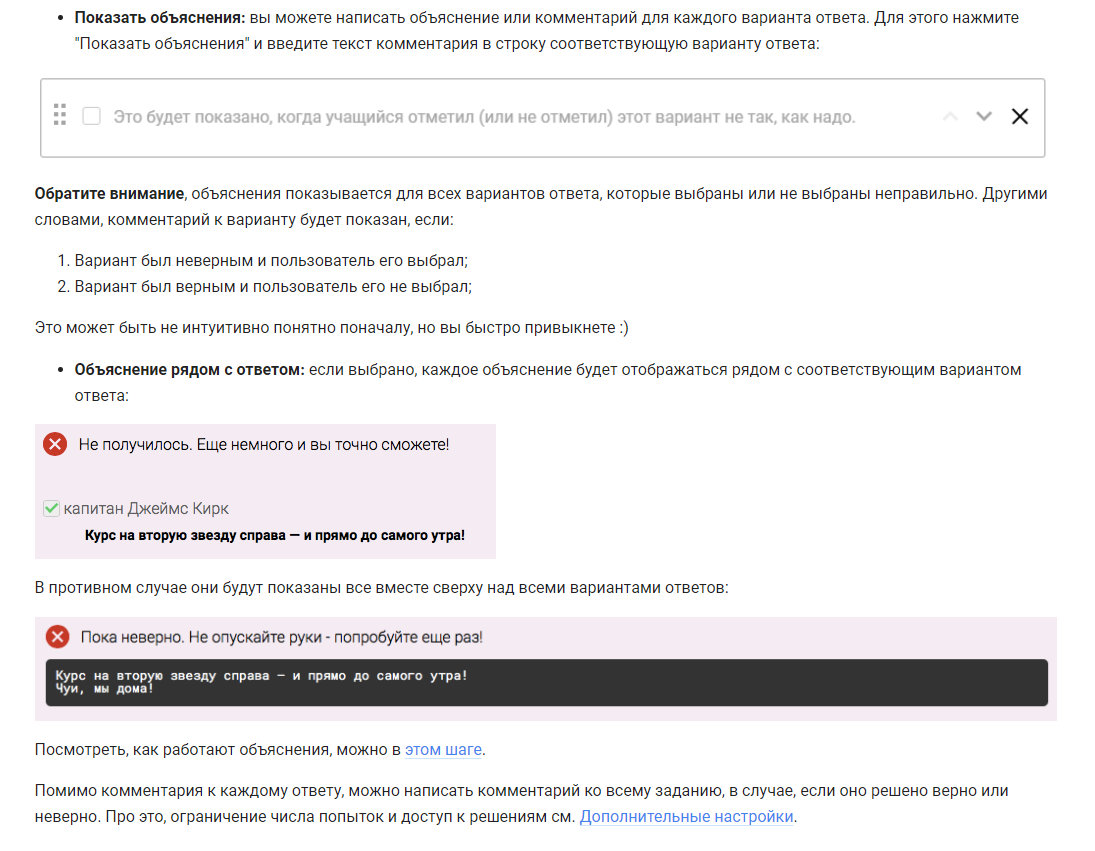 • Показать объяснения: вы можете написать объяснение или комментарий для каждого варианта ответа. Для этого нажмите
"Показать объяснения" и введите текст комментария в строку соответствующую варианту ответа:
Это будет показано, когда учащийся отметил (или не отметил) этот вариант не так, как надо.
Обратите внимание, объяснения показывается для всех вариантов ответа, которые выбраны или не выбраны неправильно. Другими
словами, комментарий к варианту будет показан, если:
1. Вариант был неверным и пользователь его выбрал;
2. Вариант был верным и пользователь его не выбрал;
Это может быть не интуитивно понятно поначалу, но вы быстро привыкнете :)
• Объяснение рядом с ответом: если выбрано, каждое объяснение будет отображаться рядом с соответствующим вариантом
ответа:
Не получилось. Еще немного и вы точно сможете!
капитан Джеймс Кирк
Курс на вторую звезду справа — и прямо до самого утра!
В противном случае они будут показаны все вместе сверху над всеми вариантами ответов:
Пока неверно. Не опускайте руки - попробуйте еще раз!
Курс на вторую звезду справа — и прямо до самого утра!
Чуи, мы дома!
Посмотреть, как работают объяснения, можно в этом шаге.
Помимо комментария к каждому ответу, можно написать комментарий ко всему заданию, в случае, если оно решено верно или
неверно. Про это, ограничение числа попыток и доступ к решениям см. Дополнительные настройки.